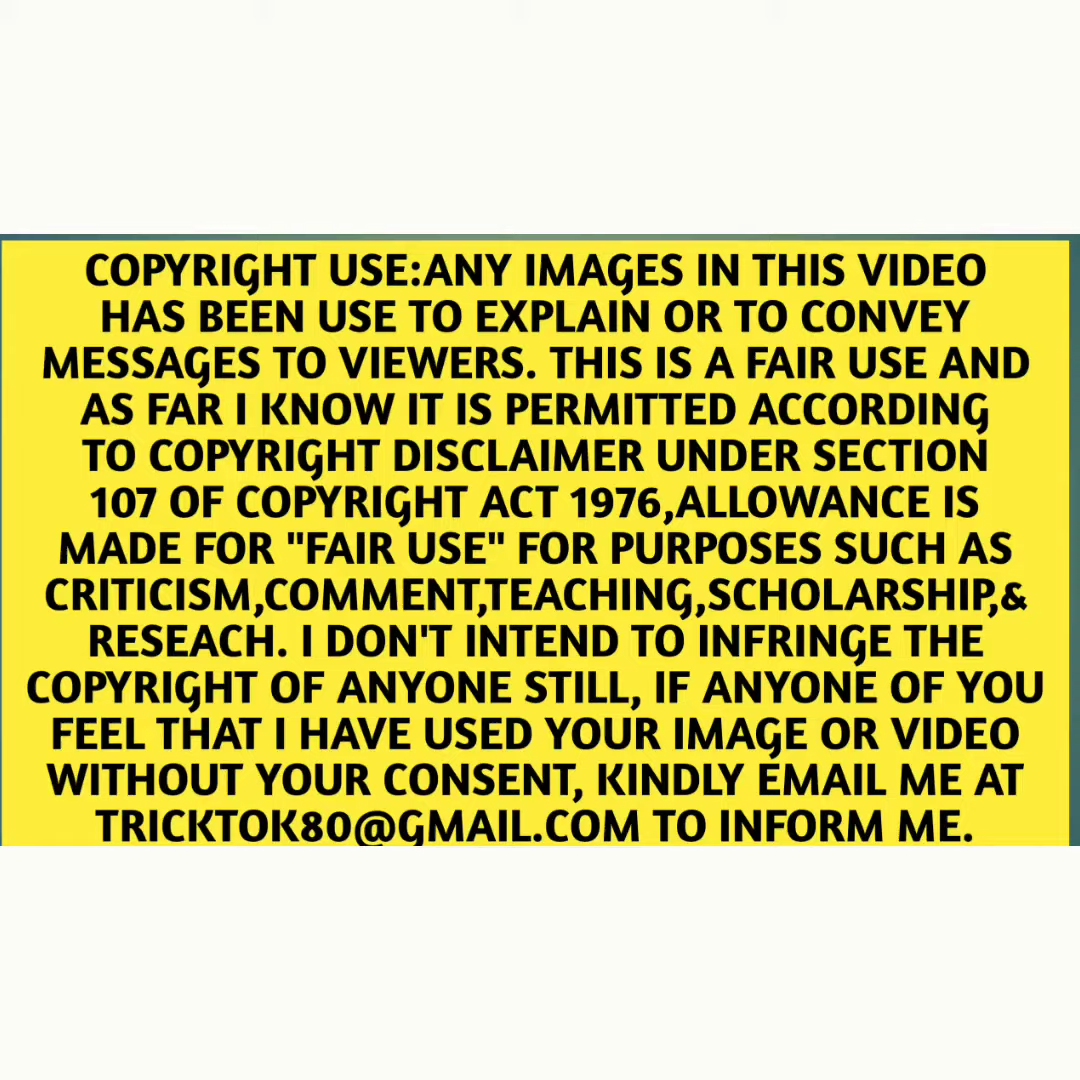 COPYRIGHT USE:ANY IMAGES IN THIS VIDEO
HAS BEEN USE TO EXPLAIN OR TO CONVEY
MESSAGES TO VIEWERS. THIS IS A FAIR USE AND
AS FAR I KNOW IT IS PERMITTED ACCORDING
TO COPYRIGHT DISCLAIMER UNDER SECTION
107 OF COPYRIGHT ACT 1976,ALLOWANCE IS
MADE FOR "FAIR USE" FOR PURPOSES SUCH AS
CRITICISM,COMMENT,TEACHING,SCHOLARSHIP,&
RESEACH. I DON'T INTEND TO INFRINGE THE
COPYRIGHT OF ANYONE STILL, IF ANYONE OF YOU
FEEL THAT I HAVE USED YOUR IMAGE OR VIDEO
WITHOUT YOUR CONSENT, KINDLY EMAIL ME AT
TRICKTOK80@GMAIL.COM TO INFORM ME.